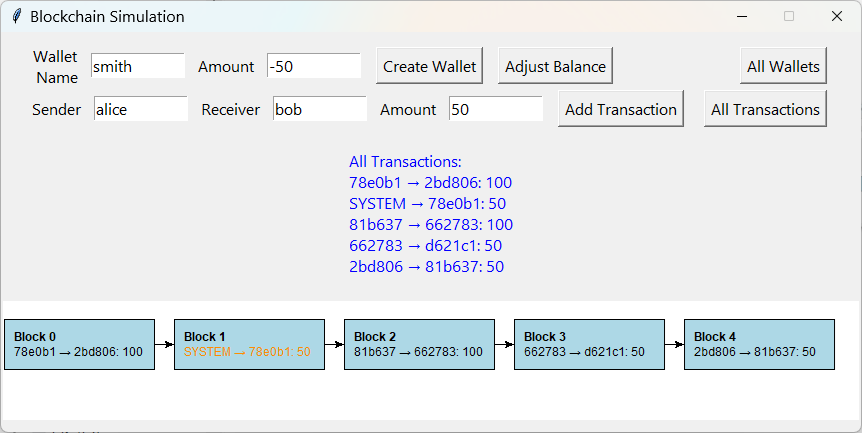 Blockchain Simulation
Wallet
Name
smith
Amount
-50
Create Wallet
Adjust Balance
All Wallets
Sender
alice
Receiver
bob
Amount
50
Add Transaction
All Transactions
All Transactions:
78e0b1 → 2bd806: 100
SYSTEM → 78e0b1: 50
81b637 → 662783: 100
662783 → d621c1: 50
2bd806 → 81b637: 50
Block 0
78e0b1 → 2bd806: 100
Block 1
SYSTEM → 78e0b1: 50
Block 2
81b637 → 662783: 100
Block 3
662783 → d621c1: 50
Block 4
2bd806 → 81b637: 50